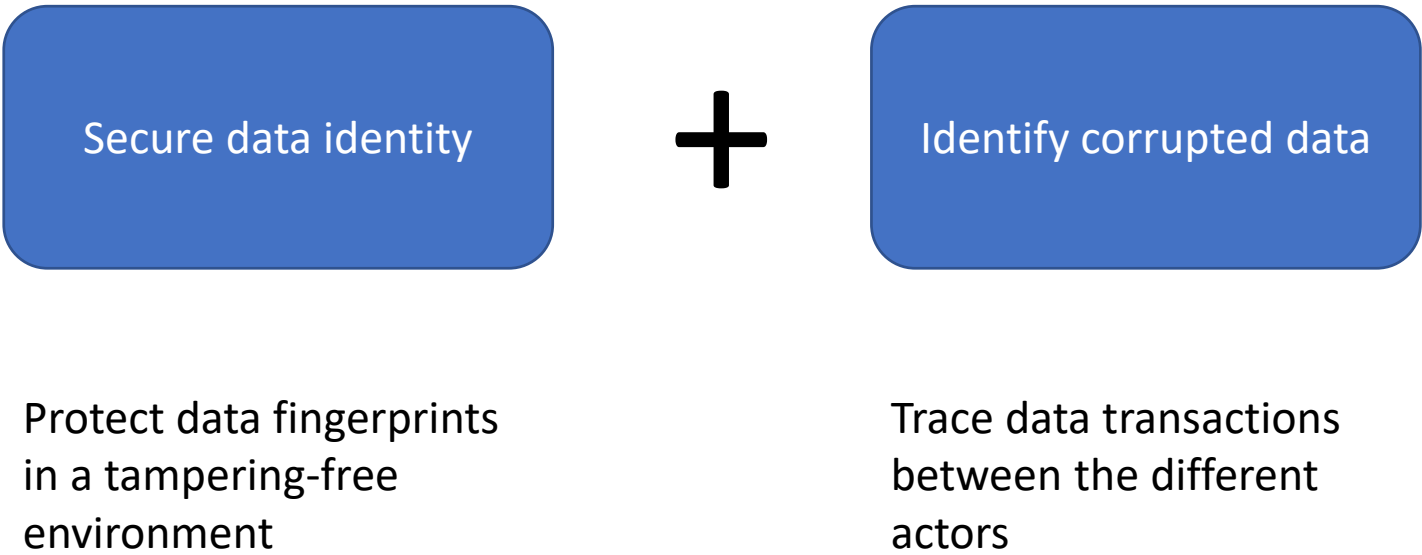 Secure data identity
+
Identify corrupted data
Protect data fingerprints
in a tampering-free
environment
Trace data transactions
between the different
actors